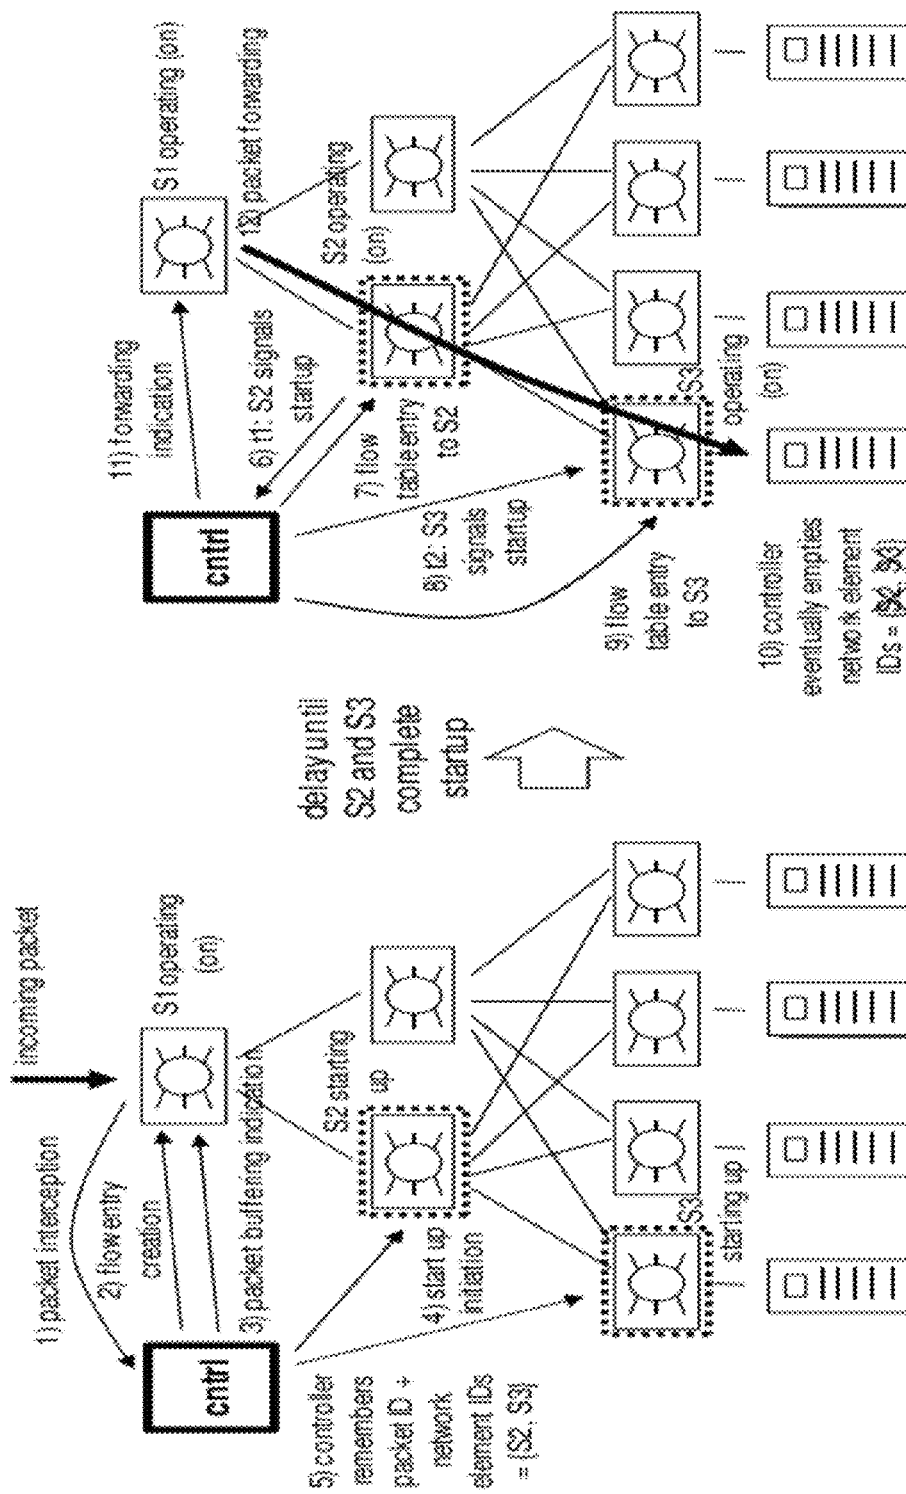 incoming packet
1) packet interception
S1 operating
(on)
2) flow entry
creation
3) packet buffering indication
cntrl
S2 starting
up
4) start up
initiation
5) controller
remembers
packet ID +
network
element IDs
= {S2, S3}
S3
starting up
delay until
S2 and S3
complete
startup
S1 operating (on)
11) forwarding
indication
packet forwarding
cntrl
6) t1: S2 signals
startup
S2 operating
(on)
7) flow
table entry
to S2
8) t2: S3
signals
startup
9) flow
table entry
to S3
S3
operating
(on)
10) controller
eventually empties
network element
IDs = {S2, S3}